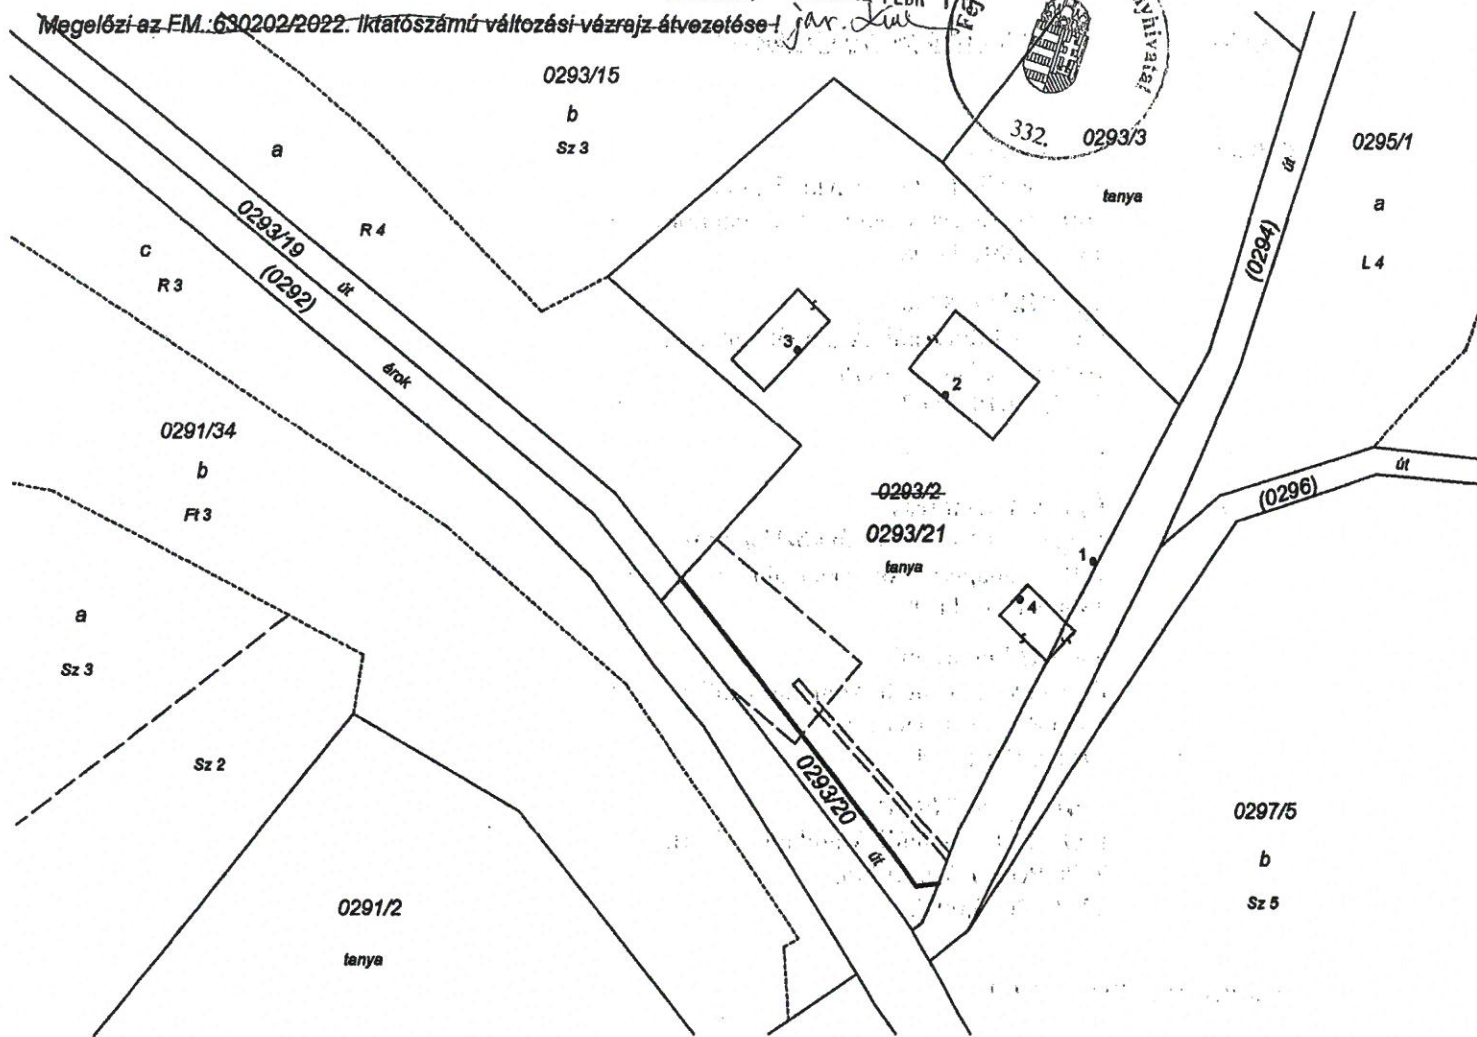 Megelőzi az F.M.:630202/2022. iktatószámú változási vázrajz átvezetése !
0293/15
b
Sz 3
a
R 4
332.
0293/3
tanya
0295/1
a
L 4
út
(0294)
0293/19
út
(0292)
árok
c
R 3
3
2
0291/34
b
Ft 3
0293/2
0293/21
tanya
út
(0296)
1
4
a
Sz 3
Sz 2
0293/20
út
0297/5
b
Sz 5
0291/2
tanya